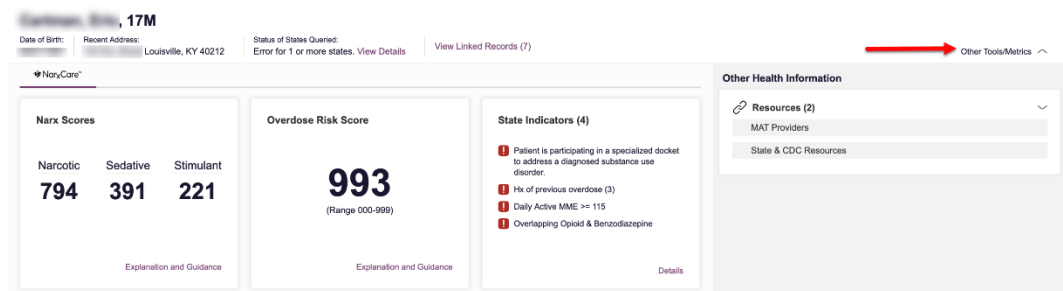 , 17M
Date of Birth:
Recent Address:
Louisville, KY 40212
Status of States Queried:
Error for 1 or more states. View Details
View Linked Records (7)
Other Tools/Metrics
NarxCare™
Narx Scores
Narcotic Sedative Stimulant
794 391 221
Explanation and Guidance
Overdose Risk Score
993
(Range 000-999)
Explanation and Guidance
State Indicators (4)
Patient is participating in a specialized docket
to address a diagnosed substance use
disorder.
Hx of previous overdose (3)
Daily Active MME >= 115
Overlapping Opioid & Benzodiazepine
Details
Other Health Information
Resources (2)
MAT Providers
State & CDC Resources